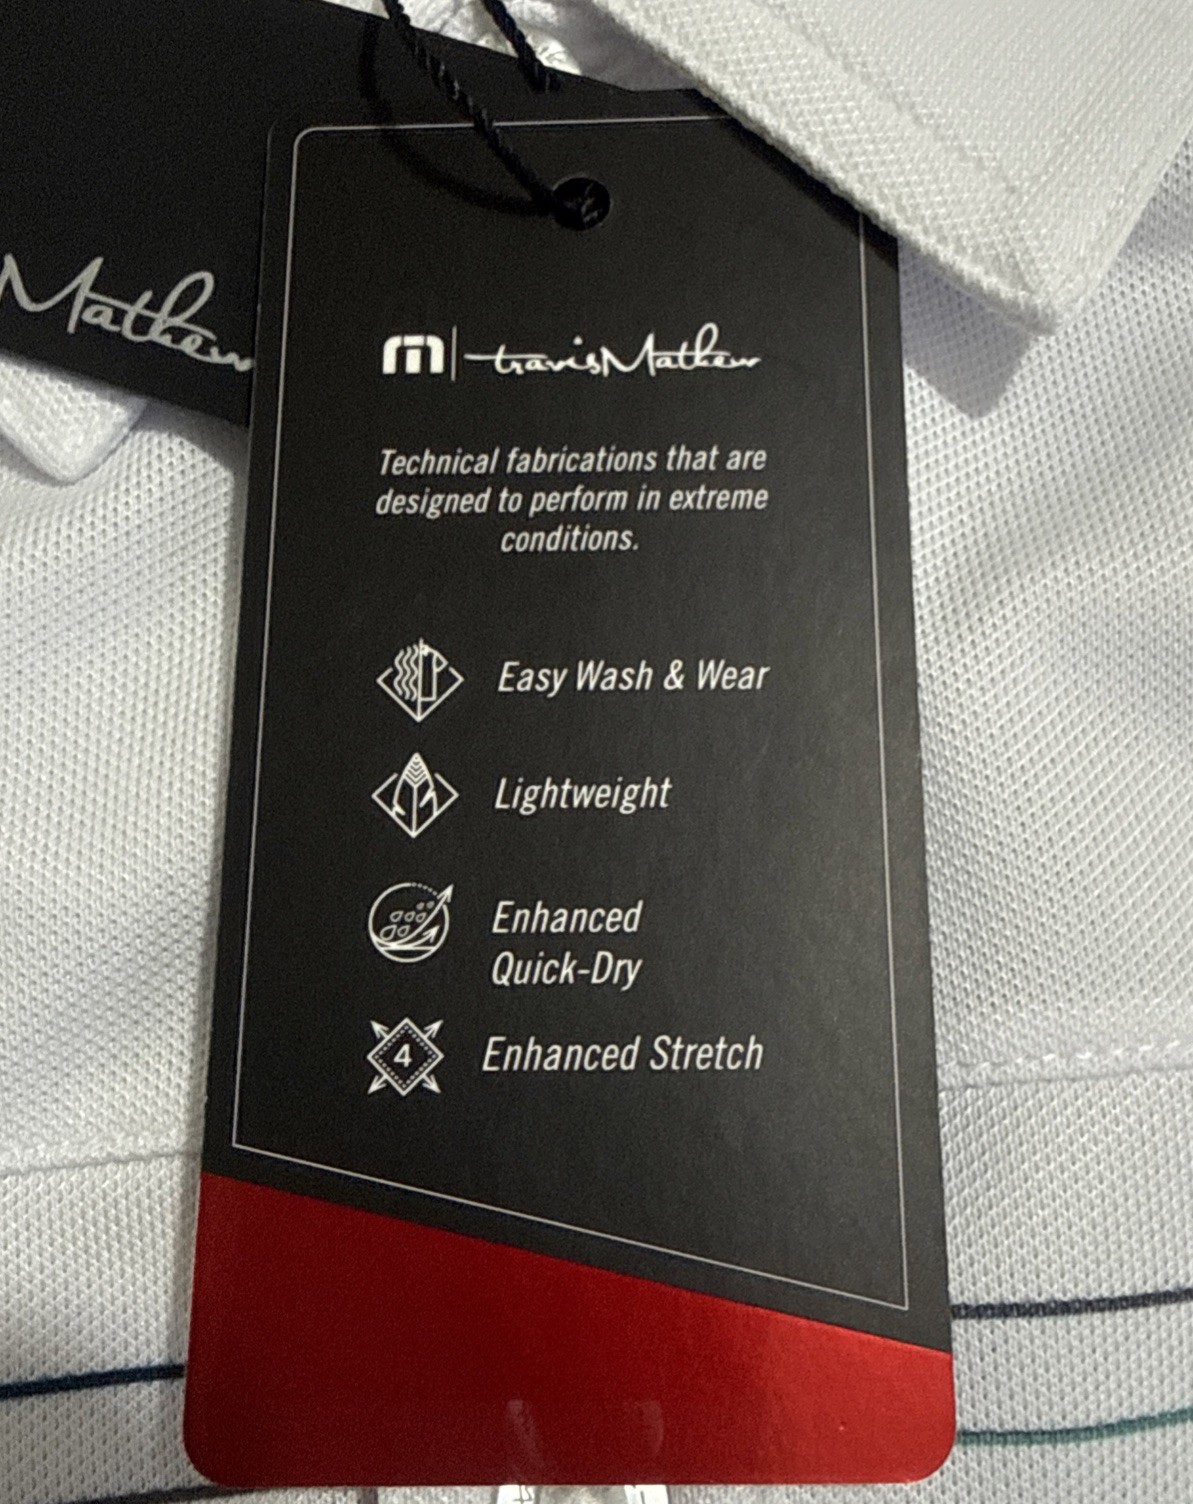 Mathew
travisMathew
Technical fabrications that are
designed to perform in extreme
conditions.
Easy Wash & Wear
Lightweight
Enhanced
Quick-Dry
4
Enhanced Stretch